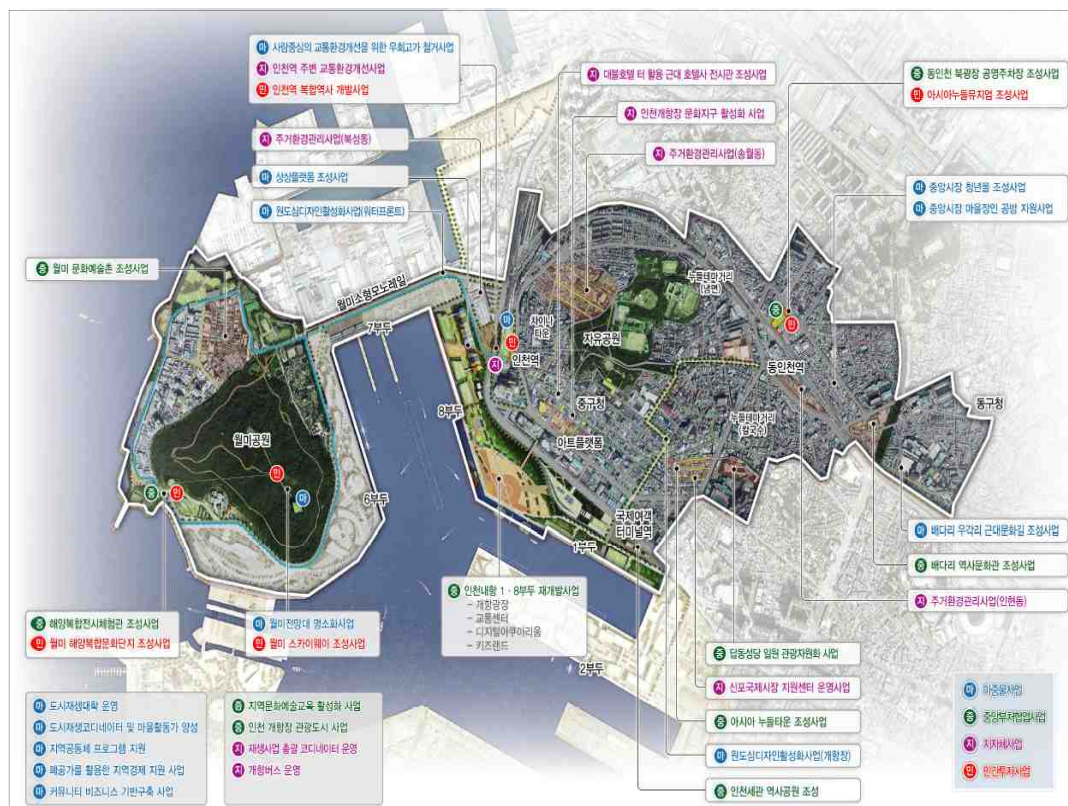 마 사람중심의 교통환경개선을 위한 우회고가 철거사업
지 인천역 주변 교통환경개선사업
민 인천역 복합역사 개발사업
지 대불호텔 터 활용 근대 호텔사 전시관 조성사업
지 인천개항장 문화지구 활성화 사업
지 주거환경관리사업(송월동)
중 동인천 북광장 공영주차장 조성사업
민 아시아누들뮤지엄 조성사업
지 주거환경관리사업(북성동)
마 상상플랫폼 조성사업
마 원도심디자인활성화사업(워터프론트)
마 중앙시장 청년몰 조성사업
마 중앙시장 마을장인 공방 지원사업
중 월미 문화예술촌 조성사업
월미소형모노레일
7부두
차이나
타운
누들테마거리
(냉면)
자유공원
중
민
마
민
지
인천역
동인천역
8부두
중구청
아트플랫폼
누들테마거리
(칼국수)
동구청
월미공원
민
마
중
민
6부두
국제여객
터미널역
1부두
2부두
마 배다리 우각리 근대문화길 조성사업
중 배다리 역사문화관 조성사업
지 주거환경관리사업(인현동)
중 인천내항 1·8부두 재개발사업
– 개항광장
– 교통센터
– 디지털아쿠아리움
– 키즈랜드
중 해양복합전시체험관 조성사업
민 월미 해양복합문화단지 조성사업
마 월미전망대 명소화사업
민 월미 스카이웨이 조성사업
중 답동성당 일원 관광자원화 사업
지 신포국제시장 지원센터 운영사업
중 아시아 누들타운 조성사업
마 원도심디자인활성화사업(개항장)
중 인천세관 역사공원 조성
마 도시재생대학 운영
마 도시재생코디네이터 및 마을활동가 양성
마 지역공동체 프로그램 지원
마 폐공가를 활용한 지역경제 지원 사업
마 커뮤니티 비즈니스 기반구축 사업
중 지역문화예술교육 활성화 사업
중 인천 개항장 관광도시 사업
지 재생사업 총괄 코디네이터 운영
지 개항버스 운영
마 마중물사업
중 중앙부처협업사업
지 지자체사업
민 민간투자사업